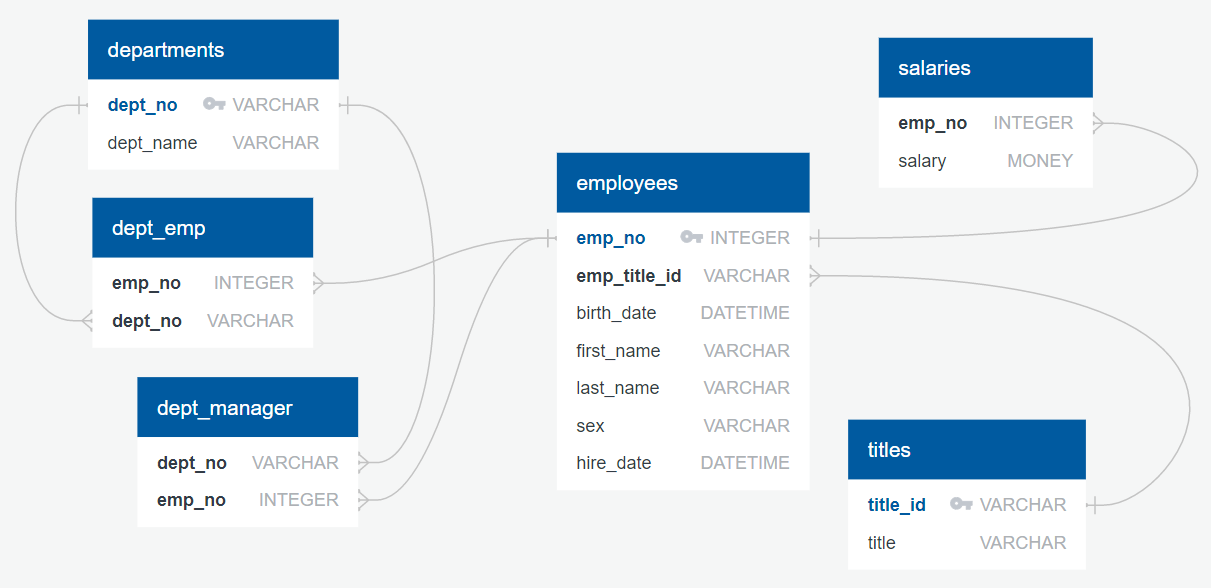 departments
dept_no VARCHAR
dept_name VARCHAR
dept_emp
emp_no INTEGER
dept_no VARCHAR
dept_manager
dept_no VARCHAR
emp_no INTEGER
employees
emp_no INTEGER
emp_title_id VARCHAR
birth_date DATETIME
first_name VARCHAR
last_name VARCHAR
sex VARCHAR
hire_date DATETIME
salaries
emp_no INTEGER
salary MONEY
titles
title_id VARCHAR
title VARCHAR